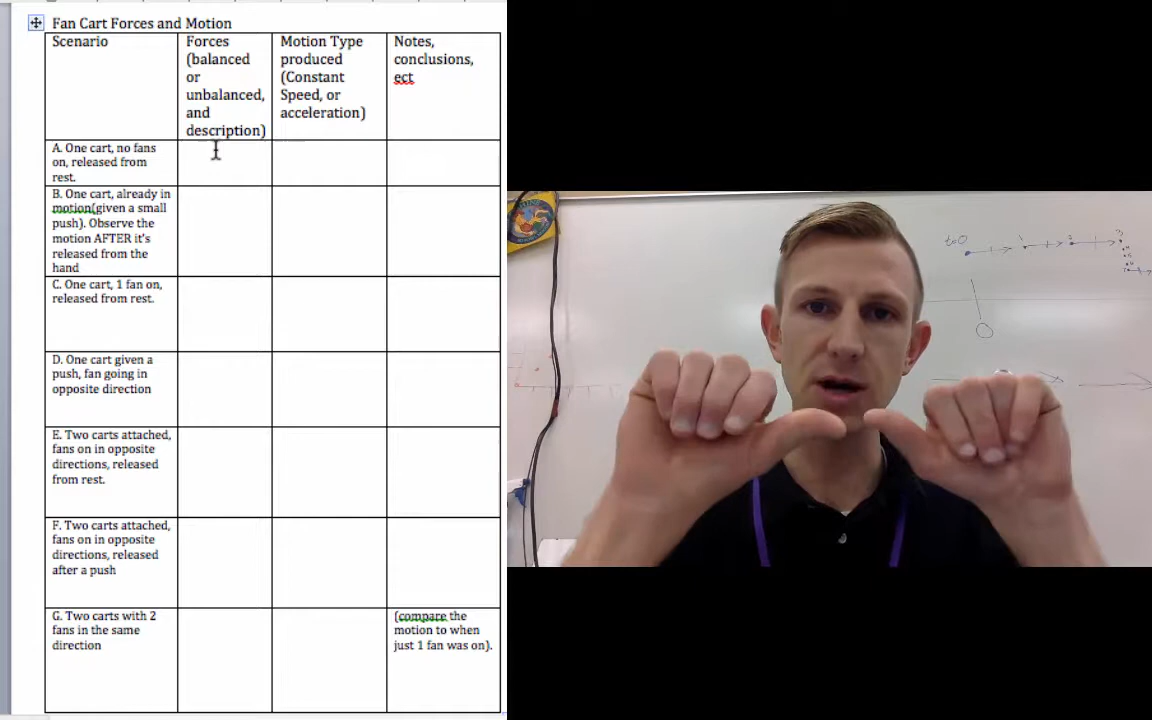 Fan Cart Forces and Motion
Scenario
Forces
(balanced
or
unbalanced,
and
description)
Motion Type
produced
(Constant
Speed, or
acceleration)
Notes,
conclusions,
ect
A. One cart, no fans
on, released from
rest.
B. One cart, already in
motion(given a small
push). Observe the
motion AFTER it's
released from the
hand
C. One cart, 1 fan on,
released from rest.
D. One cart given a
push, fan going in
opposite direction
E. Two carts attached,
fans on in opposite
directions, released
from rest.
F. Two carts attached,
fans on in opposite
directions, released
after a push
G. Two carts with 2
fans in the same
direction
(compare the
motion to when
just 1 fan was on).